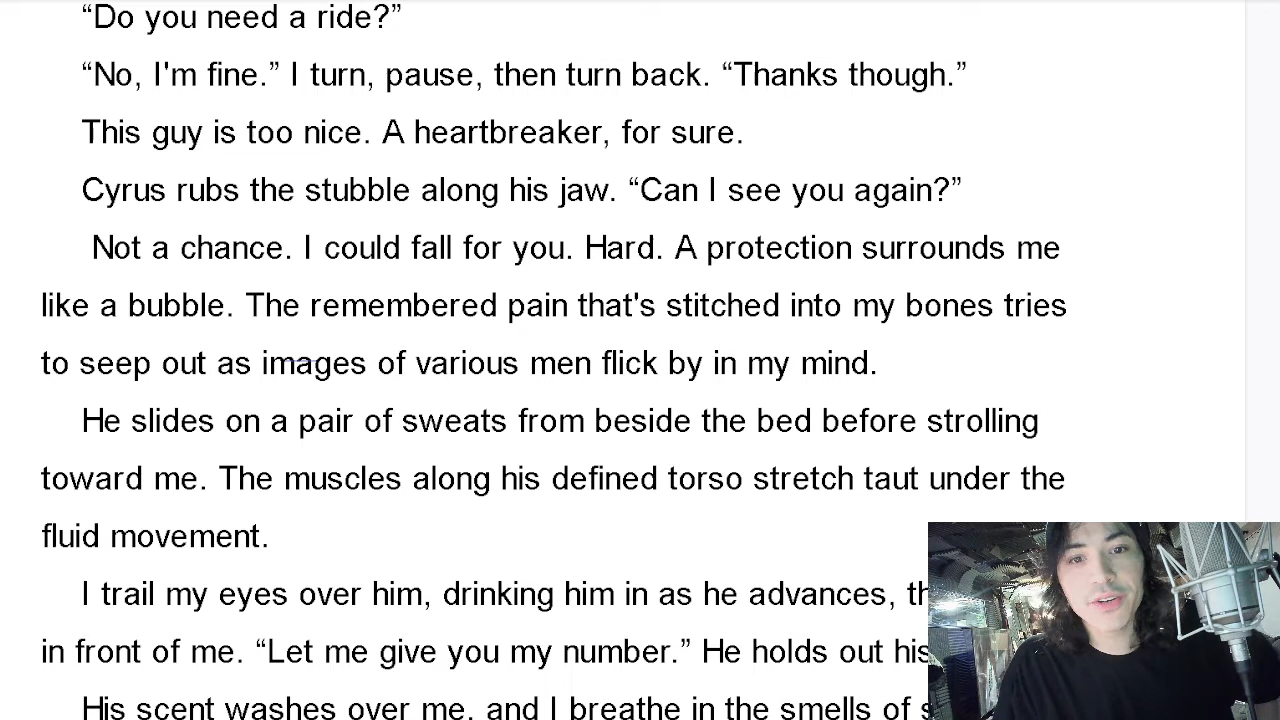 “Do you need a ride?”
“No, I'm fine.” I turn, pause, then turn back. “Thanks though.”
This guy is too nice. A heartbreaker, for sure.
Cyrus rubs the stubble along his jaw. “Can I see you again?”
Not a chance. I could fall for you. Hard. A protection surrounds me
like a bubble. The remembered pain that's stitched into my bones tries
to seep out as images of various men flick by in my mind.
He slides on a pair of sweats from beside the bed before strolling
toward me. The muscles along his defined torso stretch taut under the
fluid movement.
I trail my eyes over him, drinking him in as he advances,
in front of me. “Let me give you my number.” He holds out his
His scent washes over me, and I breathe in the smells of